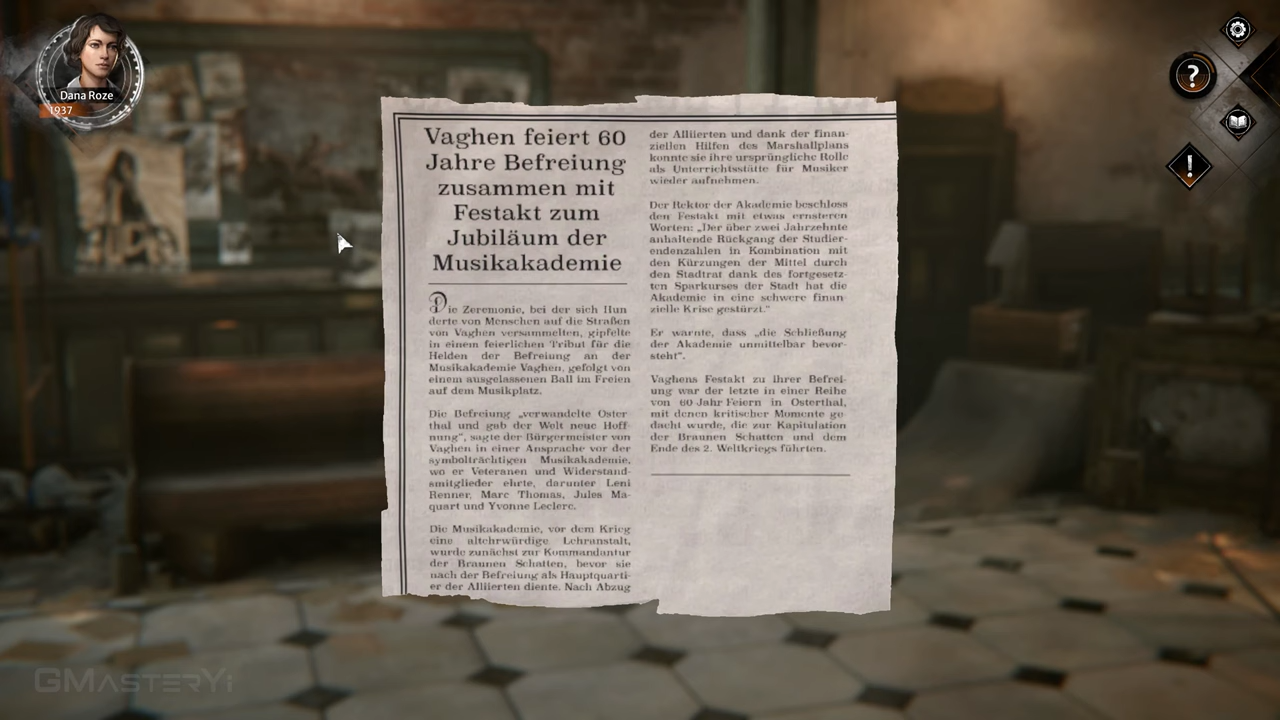 Dana Roze
1937
Vaghen feiert 60
Jahre Befreiung
zusammen mit
Festakt zum
Jubiläum der
Musikakademie
Die Zeremonie, bei der sich Hun
derte von Menschen auf die Straßen
von Vaghen versammelten, gipfelte
in einem feierlichen Tribut für die
Helden der Befreiung an der
Musikakademie Vaghen, gefolgt von
einem ausgelassenen Ball im Freien
auf dem Musikplatz.
Die Befreiung „verwandelte Oster
thal und gab der Welt neue Hoff-
nung“, sagte der Bürgermeister von
Vaghen in einer Ansprache vor der
symbolträchtigen Musikakademie,
wo er Veteranen und Widerstand-
smitglieder ehrte, darunter Leni
Renner, Marc Thomas, Jules Ma-
quart und Yvonne Leclerc.
Die Musikakademie, vor dem Krieg
eine altehrwürdige Lehranstalt,
wurde zunächst zur Kommandantur
der Braunen Schatten, bevor sie
nach der Befreiung als Hauptquarti-
er der Alliierten diente. Nach Abzug
der Alliierten und dank der finan-
ziellen Hilfen des Marshallplans
konnte sie ihre ursprüngliche Rolle
als Unterrichtsstätte für Musiker
wieder aufnehmen.
Der Rektor der Akademie beschloss
den Festakt mit etwas ernsteren
Worten: „Der über zwei Jahrzehnte
anhaltende Rückgang der Studier-
endenzahlen in Kombination mit
den Kürzungen der Mittel durch
den Stadtrat dank des fortgesetz-
ten Sparkurses der Stadt hat die
Akademie in eine schwere finan-
zielle Krise gestürzt.“
Er warnte, dass „die Schließung
der Akademie unmittelbar bevor-
steht“.
Vaghens Festakt zu ihrer Befrei-
ung war der letzte in einer Reihe
von 60-Jahr-Feiern in Osterthal,
mit denen kritischer Momente ge-
dacht wurde, die zur Kapitulation
der Braunen Schatten und dem
Ende des 2. Weltkriegs führten.
GMasterYi